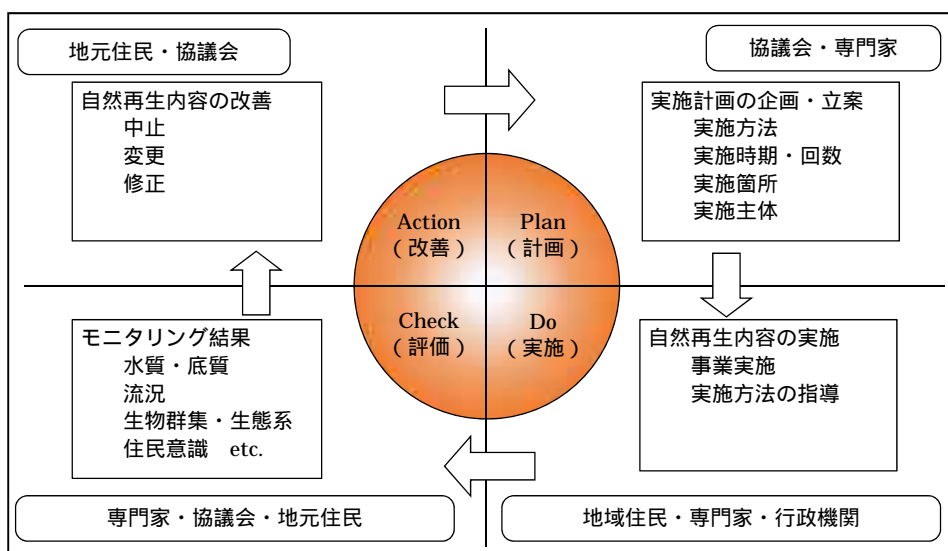 地元住民・協議会
自然再生内容の改善
中止
変更
修正
協議会・専門家
実施計画の企画・立案
実施方法
実施時期・回数
実施箇所
実施主体
Action
(改善)
Plan
(計画)
Check
(評価)
Do
(実施)
モニタリング結果
水質・底質
流況
生物群集・生態系
住民意識 etc.
自然再生内容の実施
事業実施
実施方法の指導
専門家・協議会・地元住民
地域住民・専門家・行政機関